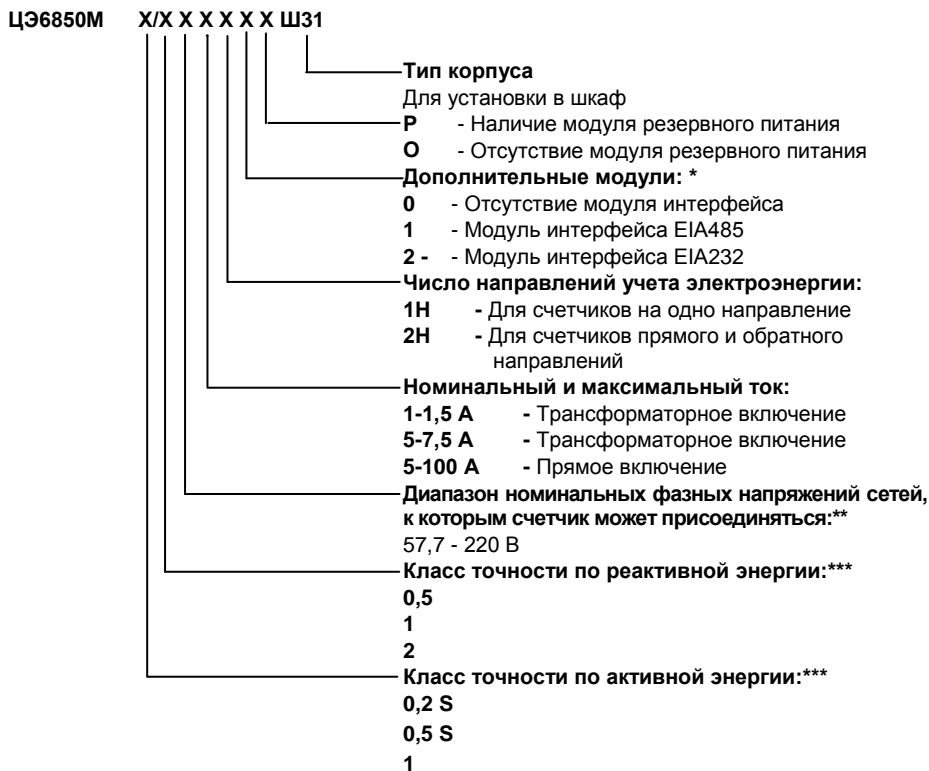 ЦЭ6850М Х/Х Х Х Х Х Х Ш31
Тип корпуса
Для установки в шкаф
Р - Наличие модуля резервного питания
О - Отсутствие модуля резервного питания
Дополнительные модули: *
0 - Отсутствие модуля интерфейса
1 - Модуль интерфейса EIA485
2 - - Модуль интерфейса EIA232
Число направлений учета электроэнергии:
1Н - Для счетчиков на одно направление
2Н - Для счетчиков прямого и обратного
направлений
Номинальный и максимальный ток:
1-1,5 А - Трансформаторное включение
5-7,5 А - Трансформаторное включение
5-100 А - Прямое включение
Диапазон номинальных фазных напряжений сетей,
к которым счетчик может присоединяться:**
57,7 - 220 В
Класс точности по реактивной энергии:***
0,5
1
2
Класс точности по активной энергии:***
0,2 S
0,5 S
1